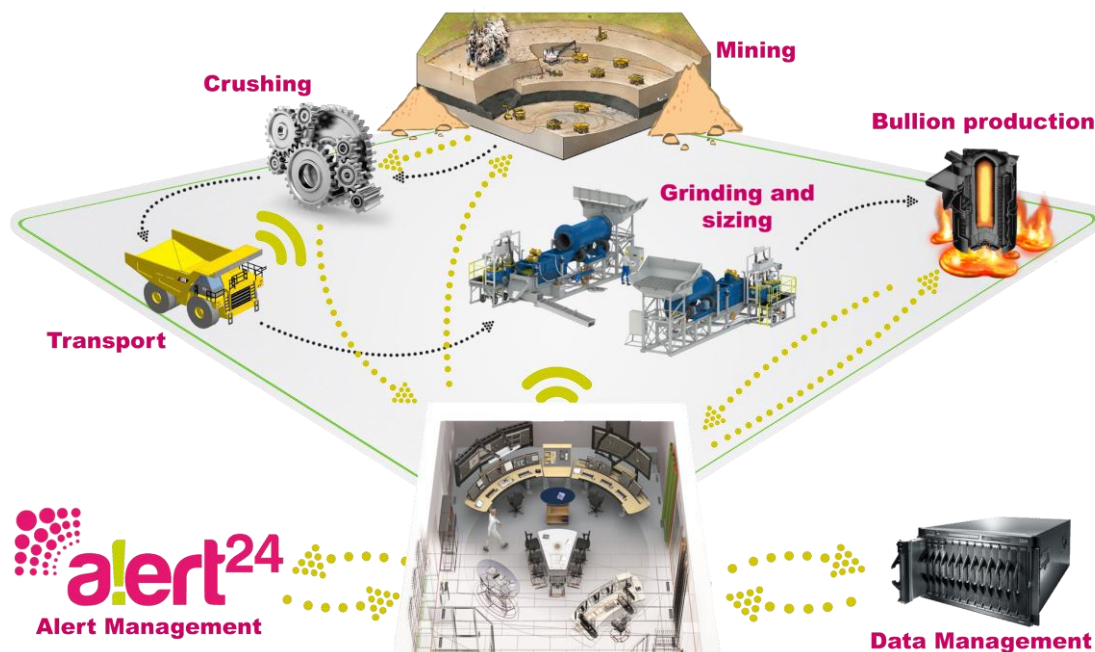 Mining
Crushing
Bullion production
Grinding and
sizing
Transport
a!ert24
Alert Management
Data Management